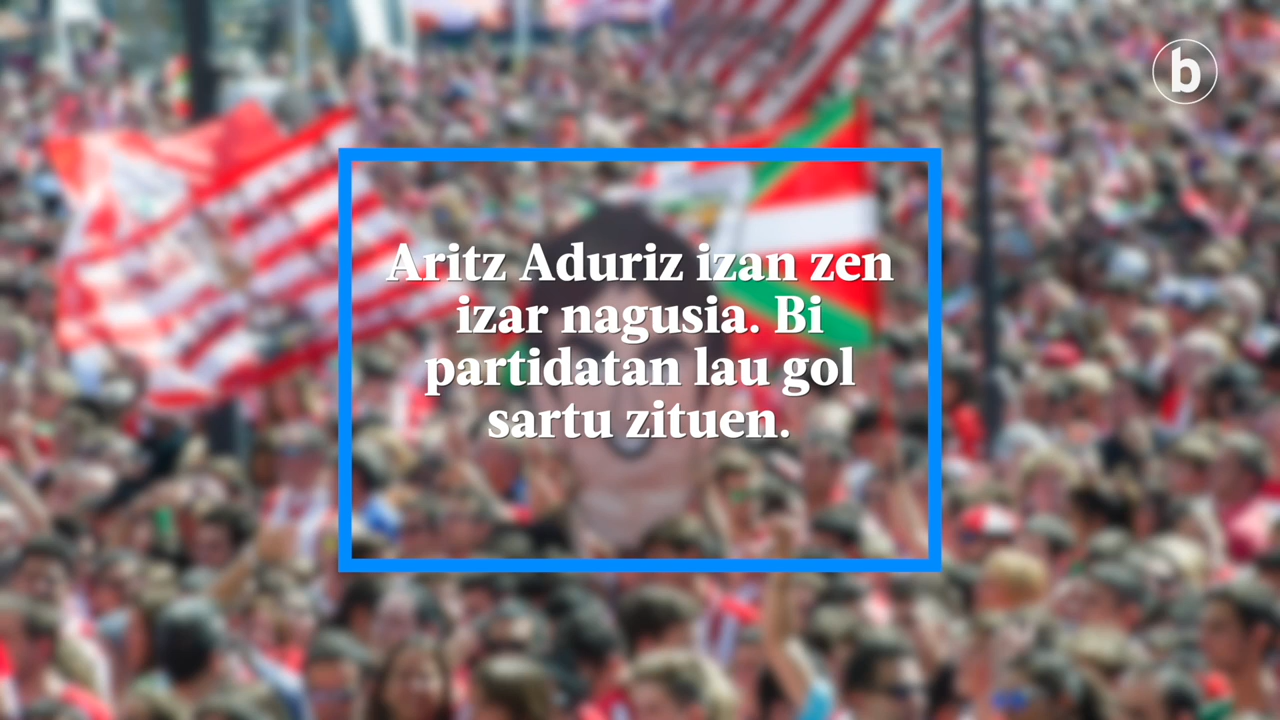 b
Aritz Aduriz izan zen
izar nagusia. Bi
partidatan lau gol
sartu zituen.